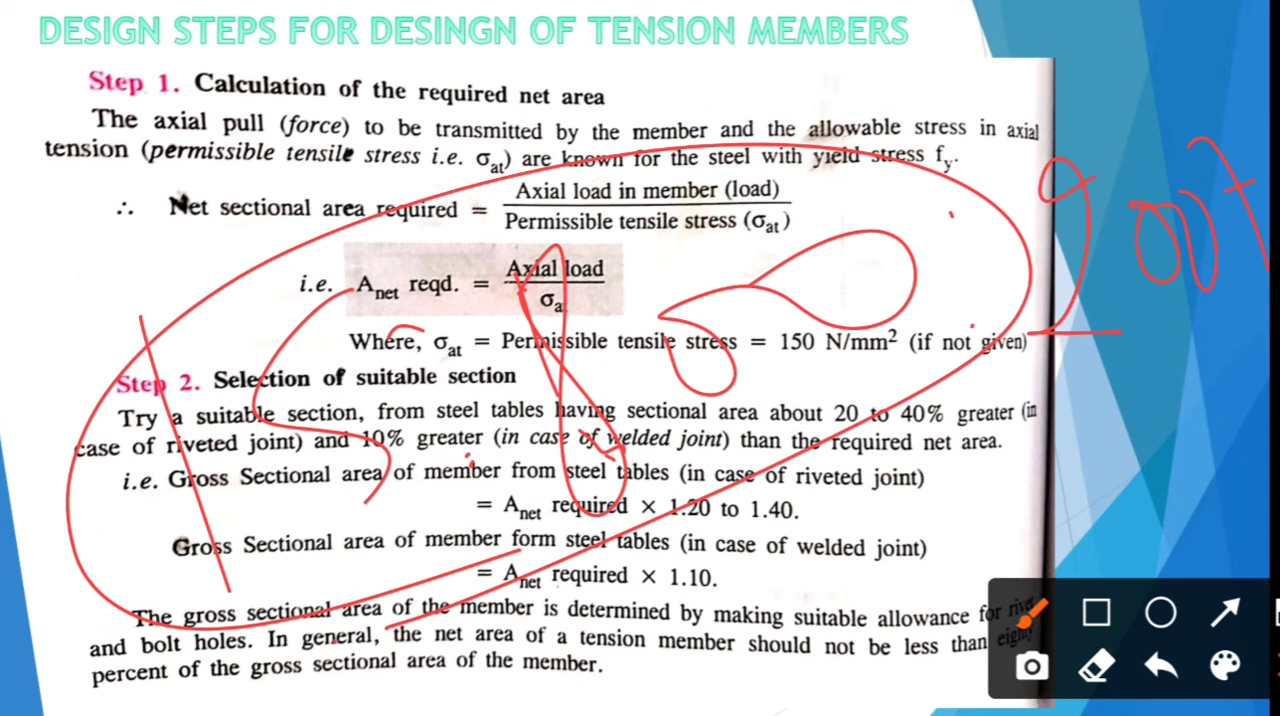 DESIGN STEPS FOR DESINGN OF TENSION MEMBERS
Step 1. Calculation of the required net area
The axial pull (force) to be transmitted by the member and the allowable stress in axial
tension (permissible tensile stress i.e. σat) are known for the steel with yield stress fy.
∴ Net sectional area required = Axial load in member (load)
Permissible tensile stress (σat)
i.e. Anet reqd. = Axial load
σa
Where, σat = Permissible tensile stress = 150 N/mm² (if not given)
Step 2. Selection of suitable section
Try a suitable section, from steel tables having sectional area about 20 to 40% greater (in
case of riveted joint) and 10% greater (in case of welded joint) than the required net area.
i.e. Gross Sectional area of member from steel tables (in case of riveted joint)
= Anet required × 1.20 to 1.40.
Gross Sectional area of member form steel tables (in case of welded joint)
= Anet required × 1.10.
The gross sectional area of the member is determined by making suitable allowance for
and bolt holes. In general, the net area of a tension member should not be less than eighty
percent of the gross sectional area of the member.